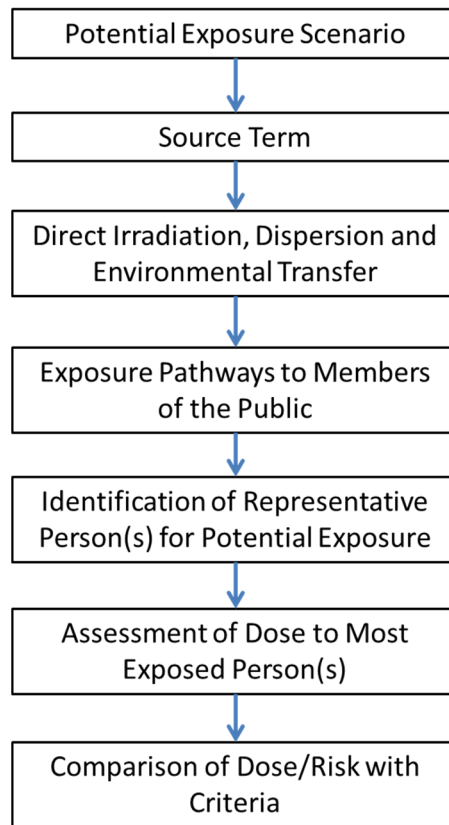 Potential Exposure Scenario
Source Term
Direct Irradiation, Dispersion and
Environmental Transfer
Exposure Pathways to Members
of the Public
Identification of Representative
Person(s) for Potential Exposure
Assessment of Dose to Most
Exposed Person(s)
Comparison of Dose/Risk with
Criteria